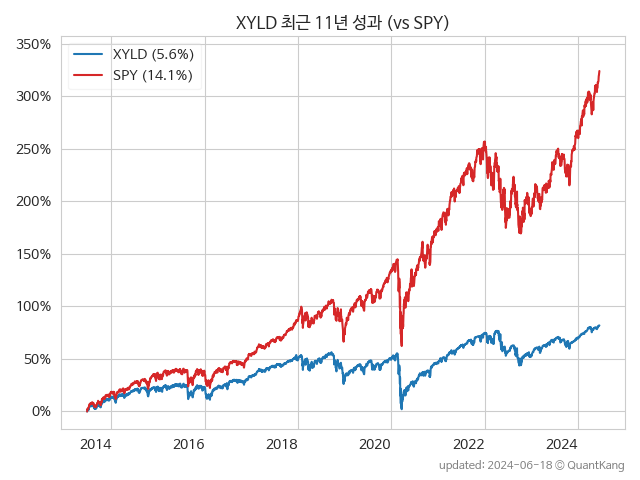 XYLD 최근 11년 성과 (vs SPY)
350%
XYLD (5.6%)
SPY (14.1%)
300%
250%
200%
150%
100%
50%
0%
2014 2016 2018 2020 2022 2024
updated: 2024-06-18 © QuantKang